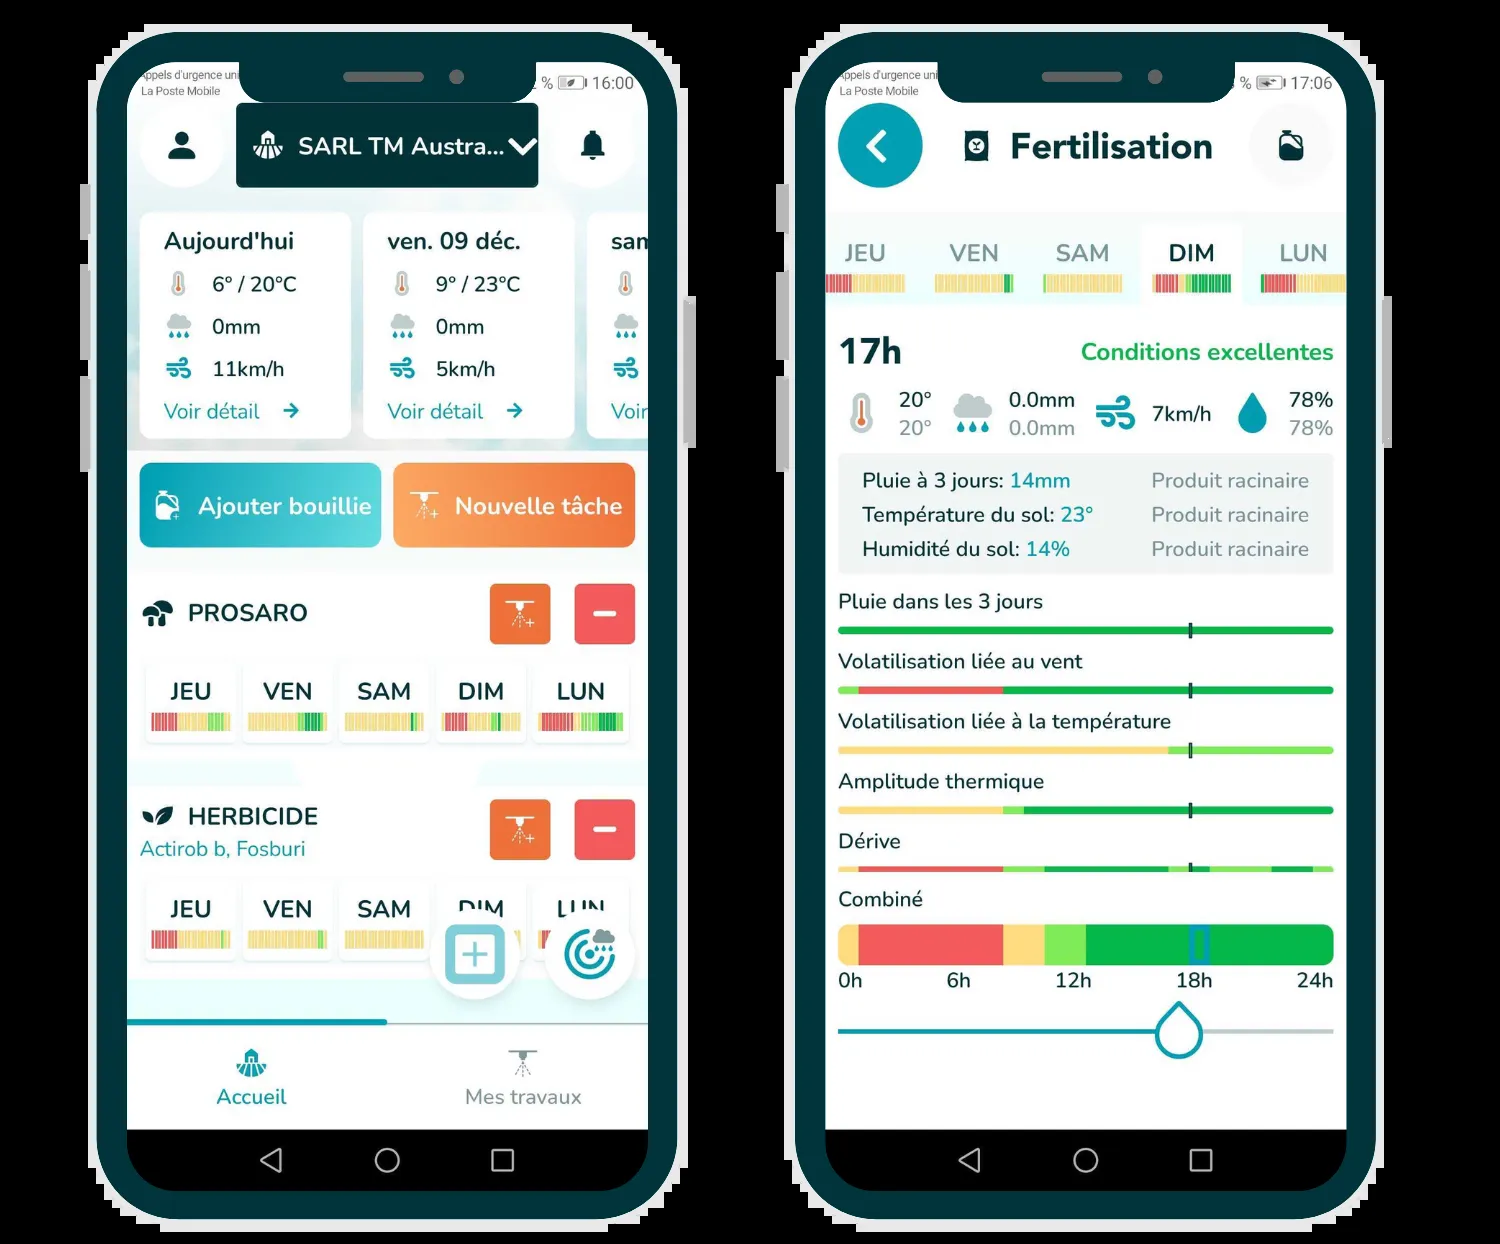 Appels d'urgence uni
La Poste Mobile
% 16:00
SARL TM Austra...
Aujourd'hui
6° / 20°C
0mm
11km/h
Voir détail
ven. 09 déc.
9° / 23°C
0mm
5km/h
Voir détail
sam
Voir
Ajouter bouillie
Nouvelle tâche
PROSARO
JEU VEN SAM DIM LUN
HERBICIDE
Actirob b, Fosburi
JEU VEN SAM DIM LUN
Accueil
Mes travaux
Appels d'urgence uni
La Poste Mobile
% 17:06
Fertilisation
JEU VEN SAM DIM LUN
17h
Conditions excellentes
20° 0.0mm 7km/h 78%
20° 0.0mm 78%
Pluie à 3 jours: 14mm Produit racinaire
Température du sol: 23° Produit racinaire
Humidité du sol: 14% Produit racinaire
Pluie dans les 3 jours
Volatilisation liée au vent
Volatilisation liée à la température
Amplitude thermique
Dérive
Combiné
0h 6h 12h 18h 24h